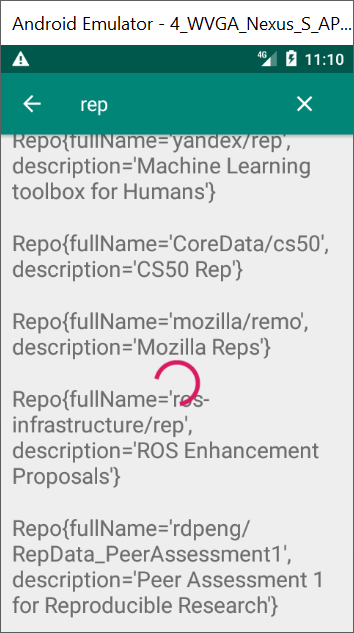 Android Emulator - 4_WVGA_Nexus_S_AP...
4G 11:10
rep
Repo{fullName='yandex/rep',
description='Machine Learning
toolbox for Humans'}
Repo{fullName='CoreData/cs50',
description='CS50 Rep'}
Repo{fullName='mozilla/remo',
description='Mozilla Reps'}
Repo{fullName='ros-
infrastructure/rep',
description='ROS Enhancement
Proposals'}
Repo{fullName='rdpeng/
RepData_PeerAssessment1',
description='Peer Assessment 1
for Reproducible Research'}